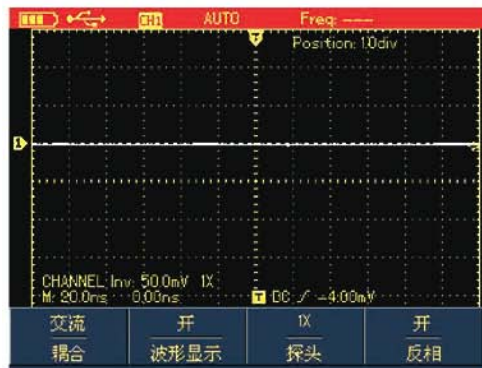 CH1 AUTO Freq: ----
T
Position: 1.0div
1
CHANNEL Inv: 50.0mV 1X
M: 20.0ns 0.00ns T DC ∕ -4.00mV
交流 开 1X 开
耦合 波形显示 探头 反相